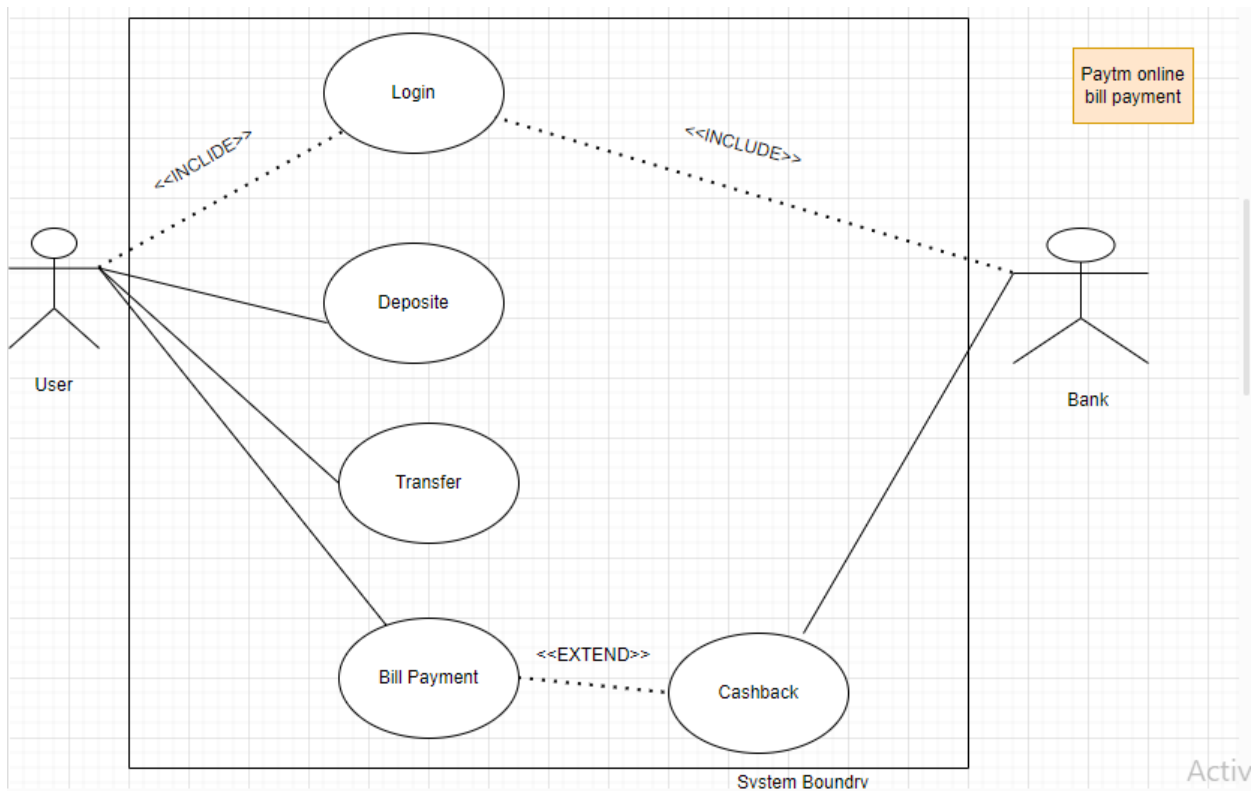 Login
Paytm online
bill payment
<<INCLIDE>>
<<INCLUDE>>
Deposite
User
Bank
Transfer
<<EXTEND>>
Bill Payment
Cashback
System Boundry
Activ